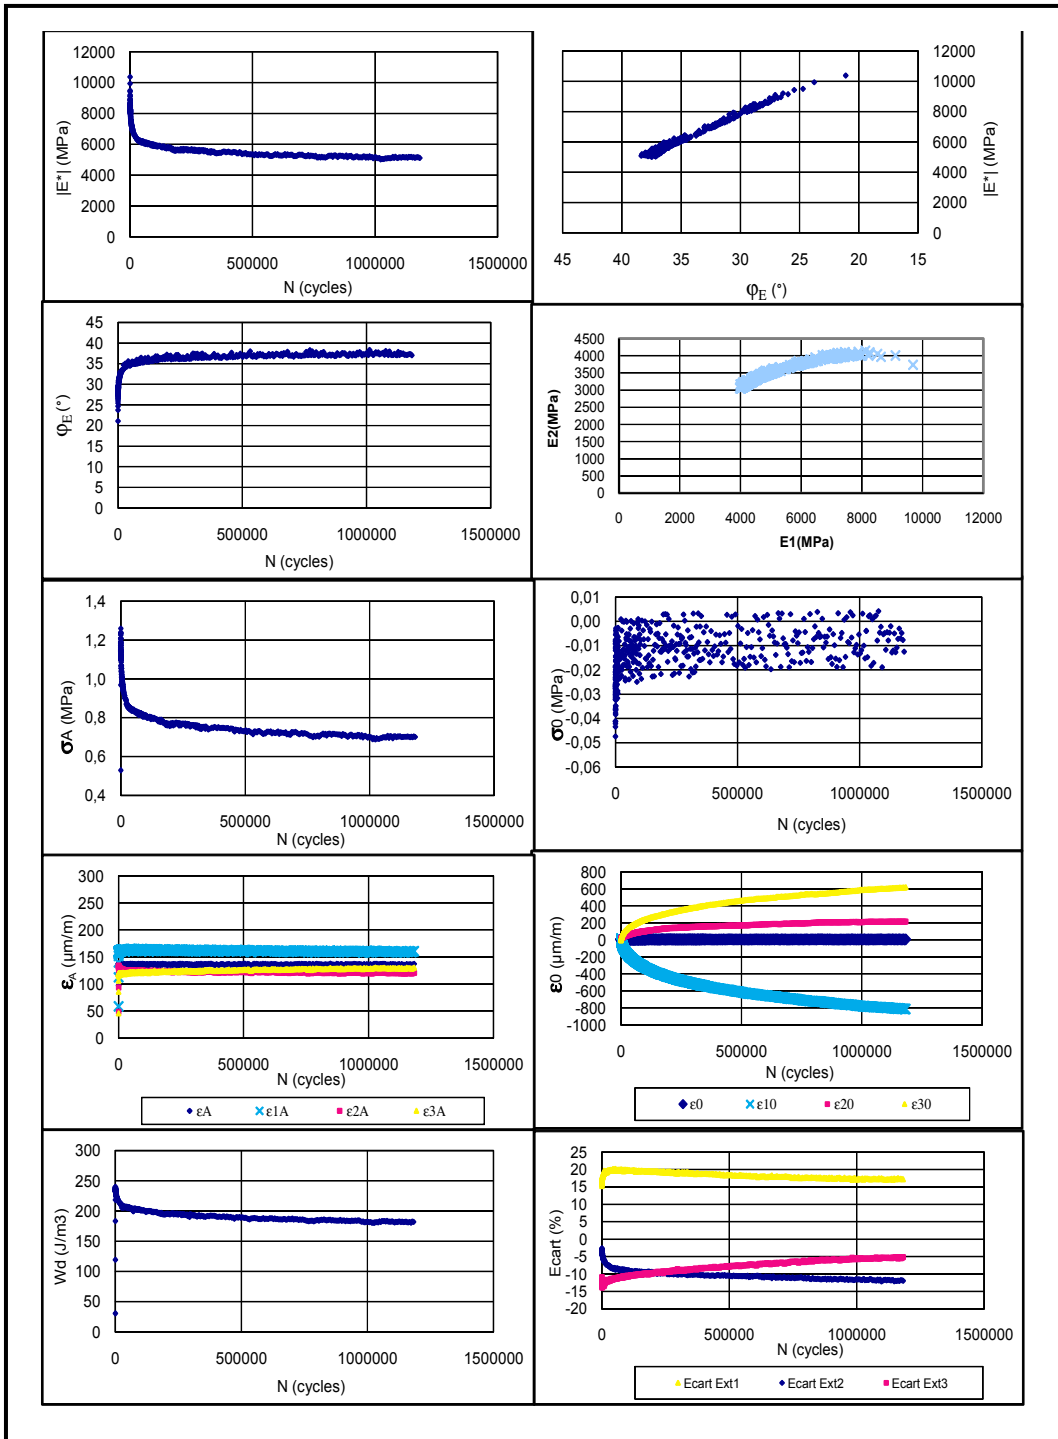 12000
10000
8000
6000
4000
2000
0
|E*| (MPa)
0 500000 1000000 1500000
N (cycles)
12000
10000
8000
6000
4000
2000
0
|E*| (MPa)
45 40 35 30 25 20 15
φE (°)
45
40
35
30
25
20
15
10
5
0
φE (°)
0 500000 1000000 1500000
N (cycles)
4500
4000
3500
3000
2500
2000
1500
1000
500
0
E2(MPa)
0 2000 4000 6000 8000 10000 12000
E1(MPa)
1,4
1,2
1,0
0,8
0,6
0,4
σA (MPa)
0 500000 1000000 1500000
N (cycles)
0,01
0,00
-0,01
-0,02
-0,03
-0,04
-0,05
-0,06
σ0 (MPa)
0 500000 1000000 1500000
N (cycles)
300
250
200
150
100
50
0
εA (µm/m)
0 500000 1000000 1500000
N (cycles)
εA ε1A ε2A ε3A
800
600
400
200
0
-200
-400
-600
-800
-1000
ε0 (µm/m)
0 500000 1000000 1500000
N (cycles)
ε0 ε10 ε20 ε30
300
250
200
150
100
50
0
Wd (J/m3)
0 500000 1000000 1500000
N (cycles)
25
20
15
10
5
0
-5
-10
-15
-20
Ecart (%)
0 500000 1000000 1500000
N (cycles)
Ecart Ext1 Ecart Ext2 Ecart Ext3